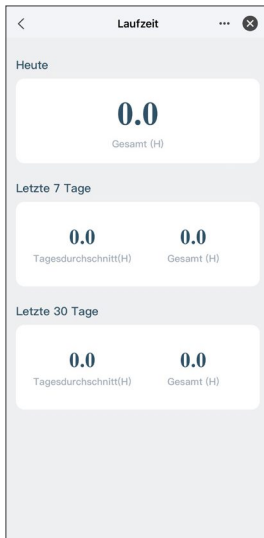 Laufzeit
Heute
0.0
Gesamt (H)
Letzte 7 Tage
0.0 0.0
Tagesdurchschnitt(H) Gesamt (H)
Letzte 30 Tage
0.0 0.0
Tagesdurchschnitt(H) Gesamt (H)